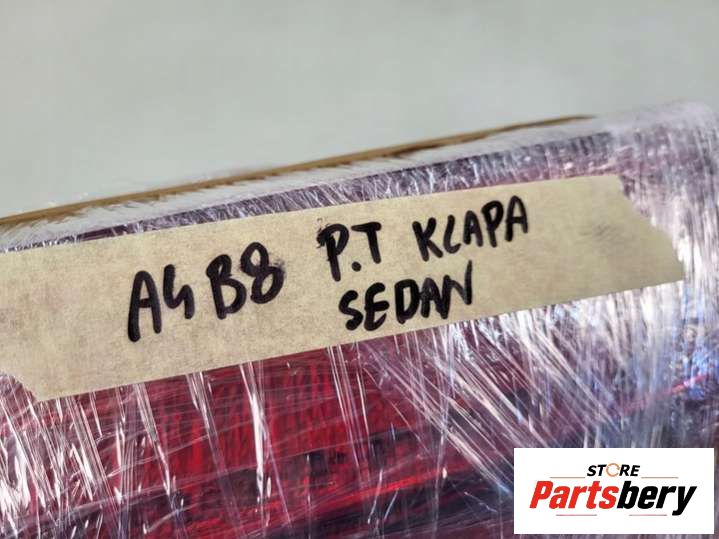 A4 B8 P.T KLAPA
SEDAN
STORE
Partsbery